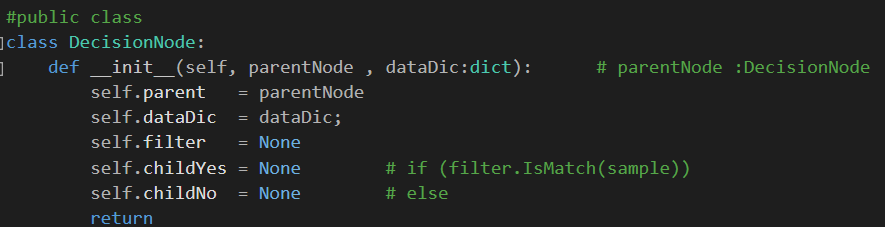 #public class
class DecisionNode:
    def __init__(self, parentNode , dataDic:dict):      # parentNode :DecisionNode
        self.parent   = parentNode
        self.dataDic  = dataDic;
        self.filter   = None
        self.childYes = None        # if (filter.IsMatch(sample))
        self.childNo  = None        # else
        return